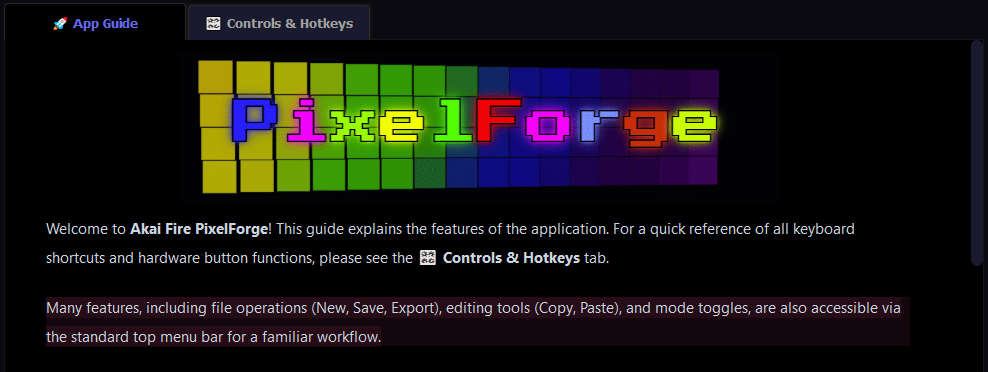 🚀 App Guide
🎛 Controls & Hotkeys
PixelForge
Welcome to Akai Fire PixelForge! This guide explains the features of the application. For a quick reference of all keyboard
shortcuts and hardware button functions, please see the 🎛 Controls & Hotkeys tab.
Many features, including file operations (New, Save, Export), editing tools (Copy, Paste), and mode toggles, are also accessible via
the standard top menu bar for a familiar workflow.